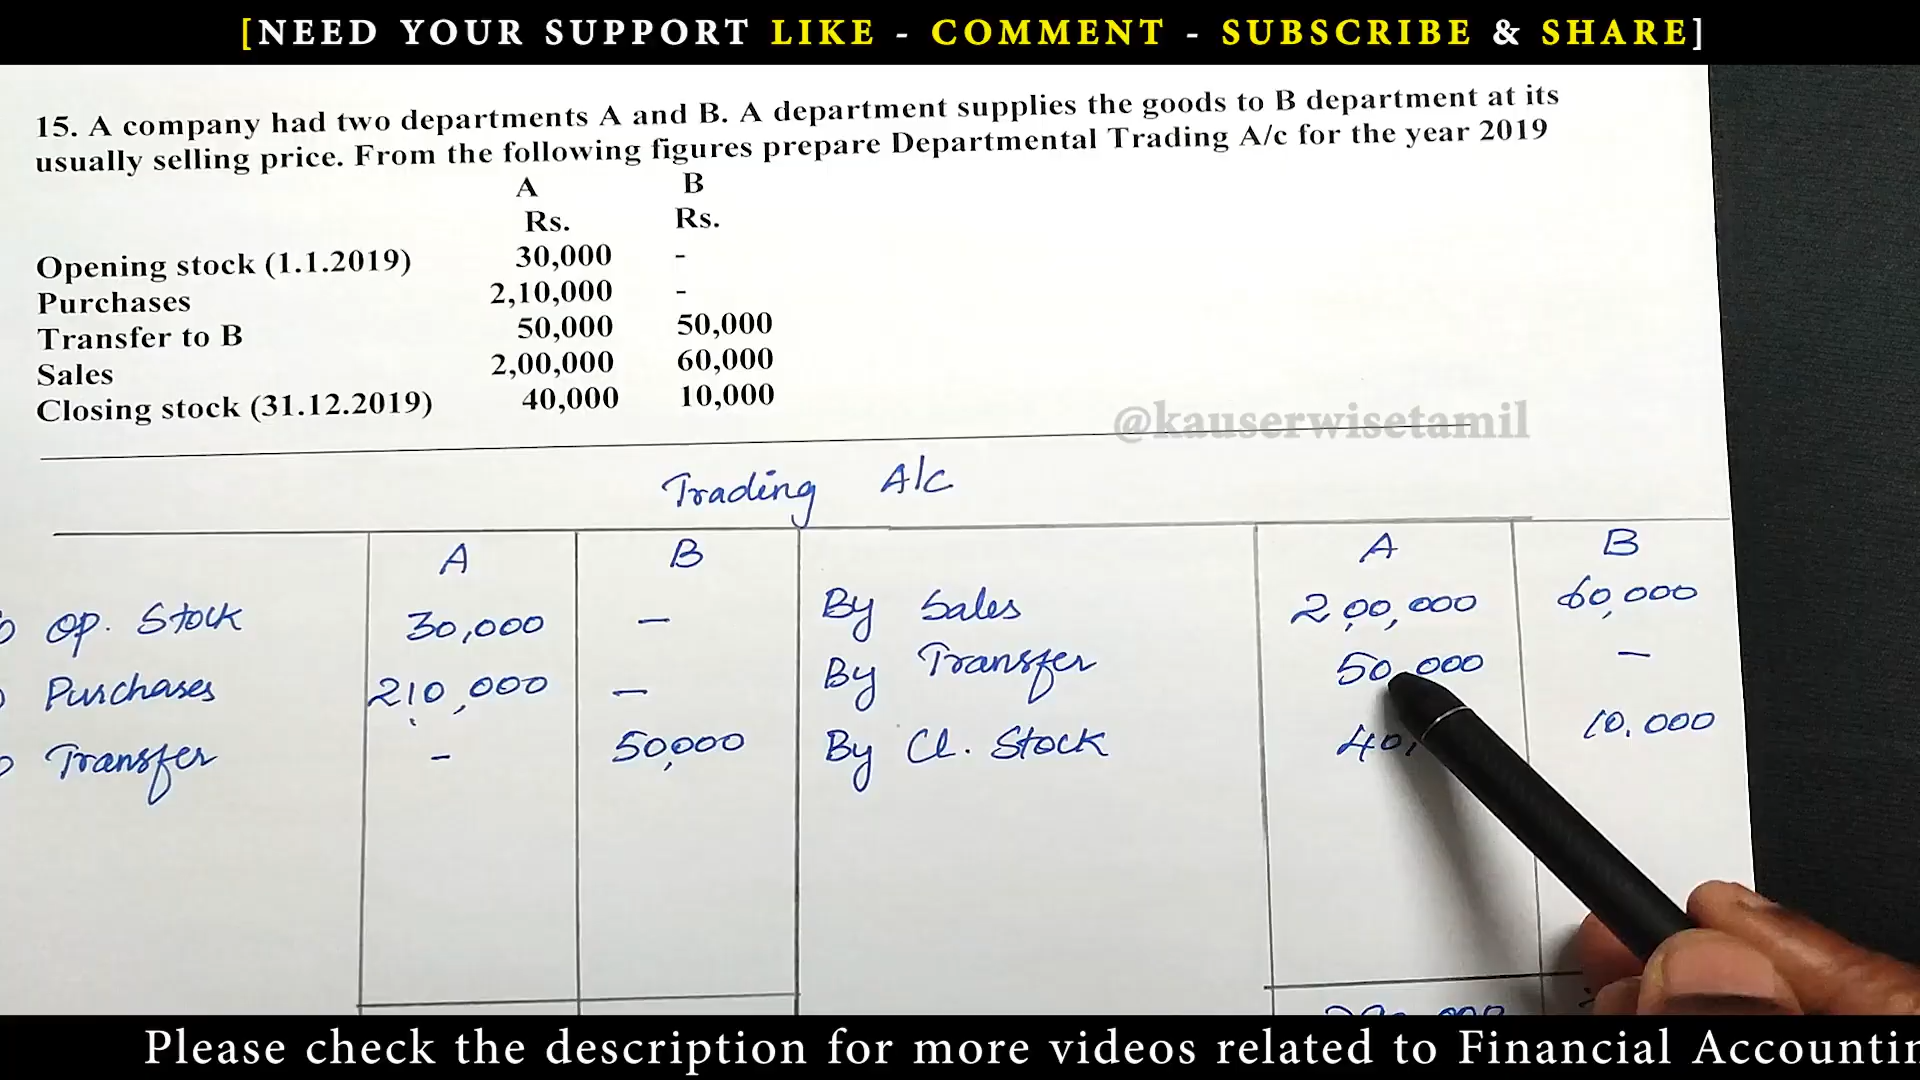 [NEED YOUR SUPPORT LIKE - COMMENT - SUBSCRIBE & SHARE]
15. A company had two departments A and B. A department supplies the goods to B department at its
usually selling price. From the following figures prepare Departmental Trading A/c for the year 2019
A B
Rs. Rs.
Opening stock (1.1.2019) 30,000 -
Purchases 2,10,000 -
Transfer to B 50,000 50,000
Sales 2,00,000 60,000
Closing stock (31.12.2019) 40,000 10,000
@kauserwisetamil
Trading A/c
A B A B
Op. Stock 30,000 — By Sales 2,00,000 60,000
Purchases 210,000 — By Transfer 50,000 —
Transfer - 50,000 By Cl. Stock 40, 10,000
Please check the description for more videos related to Financial Accountin